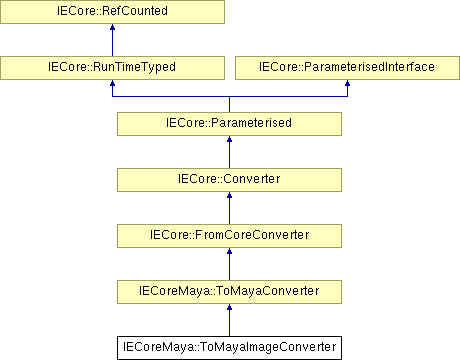 IECore::RefCounted
IECore::RunTimeTyped
IECore::ParameterisedInterface
IECore::Parameterised
IECore::Converter
IECore::FromCoreConverter
IECoreMaya::ToMayaConverter
IECoreMaya::ToMayaImageConverter